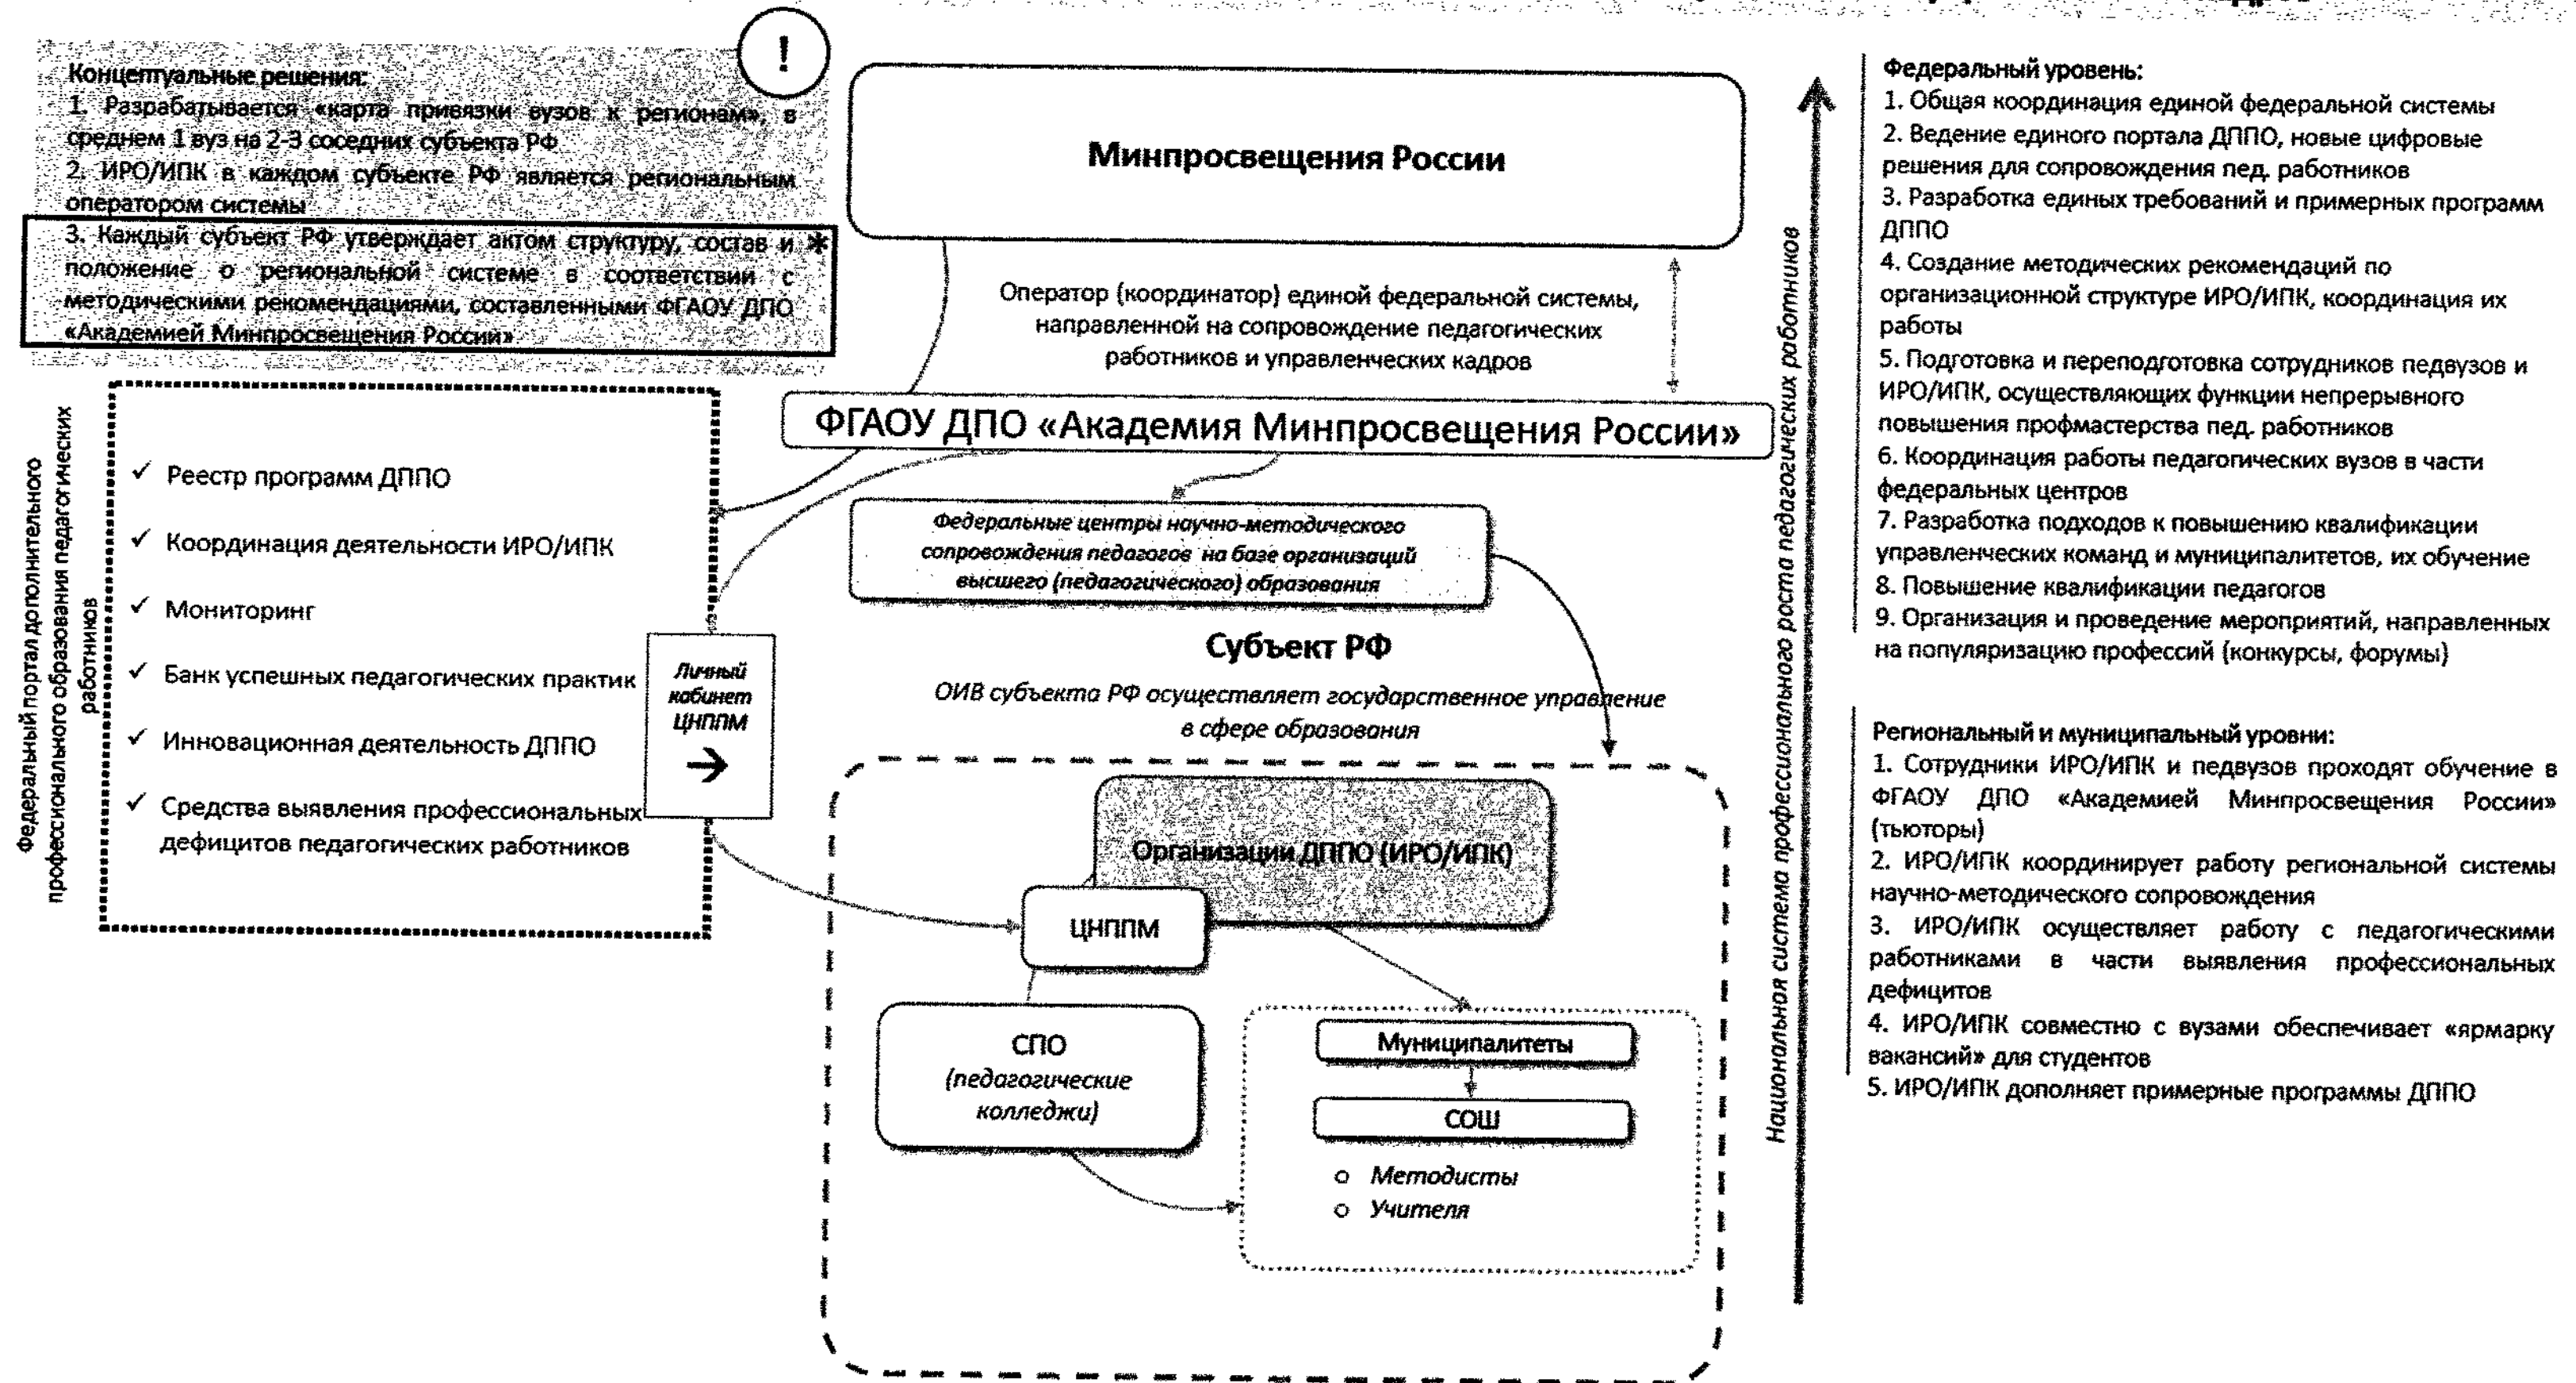 !
Концептуальные решения:
1. Разрабатывается «карта привязки вузов к регионам», в
среднем 1 вуз на 2-3 соседних субъекта РФ
2. ИРО/ИПК в каждом субъекте РФ является региональным
оператором системы
3. Каждый субъект РФ утверждает актом структуру, состав и *
положение о региональной системе в соответствии с
методическими рекомендациями, составленными ФГАОУ ДПО
«Академией Минпросвещения России»
Федеральный портал дополнительного
профессионального образования педагогических
работников
✓ Реестр программ ДППО
✓ Координация деятельности ИРО/ИПК
✓ Мониторинг
✓ Банк успешных педагогических практик
✓ Инновационная деятельность ДППО
✓ Средства выявления профессиональных
дефицитов педагогических работников
Личный
кабинет
ЦНППМ
Минпросвещения России
Оператор (координатор) единой федеральной системы,
направленной на сопровождение педагогических
работников и управленческих кадров
ФГАОУ ДПО «Академия Минпросвещения России»
Федеральные центры научно-методического
сопровождения педагогов на базе организаций
высшего (педагогического) образования
Субъект РФ
ОИВ субъекта РФ осуществляет государственное управление
в сфере образования
Организации ДППО (ИРО/ИПК)
ЦНППМ
СПО
(педагогические
колледжи)
Муниципалитеты
СОШ
o Методисты
o Учителя
Национальная система профессионального роста педагогических работников
Федеральный уровень:
1. Общая координация единой федеральной системы
2. Ведение единого портала ДППО, новые цифровые
решения для сопровождения пед. работников
3. Разработка единых требований и примерных программ
ДППО
4. Создание методических рекомендаций по
организационной структуре ИРО/ИПК, координация их
работы
5. Подготовка и переподготовка сотрудников педвузов и
ИРО/ИПК, осуществляющих функции непрерывного
повышения профмастерства пед. работников
6. Координация работы педагогических вузов в части
федеральных центров
7. Разработка подходов к повышению квалификации
управленческих команд и муниципалитетов, их обучение
8. Повышение квалификации педагогов
9. Организация и проведение мероприятий, направленных
на популяризацию профессий (конкурсы, форумы)
Региональный и муниципальный уровни:
1. Сотрудники ИРО/ИПК и педвузов проходят обучение в
ФГАОУ ДПО «Академией Минпросвещения России»
(тьюторы)
2. ИРО/ИПК координирует работу региональной системы
научно-методического сопровождения
3. ИРО/ИПК осуществляет работу с педагогическими
работниками в части выявления профессиональных
дефицитов
4. ИРО/ИПК совместно с вузами обеспечивает «ярмарку
вакансий» для студентов
5. ИРО/ИПК дополняет примерные программы ДППО